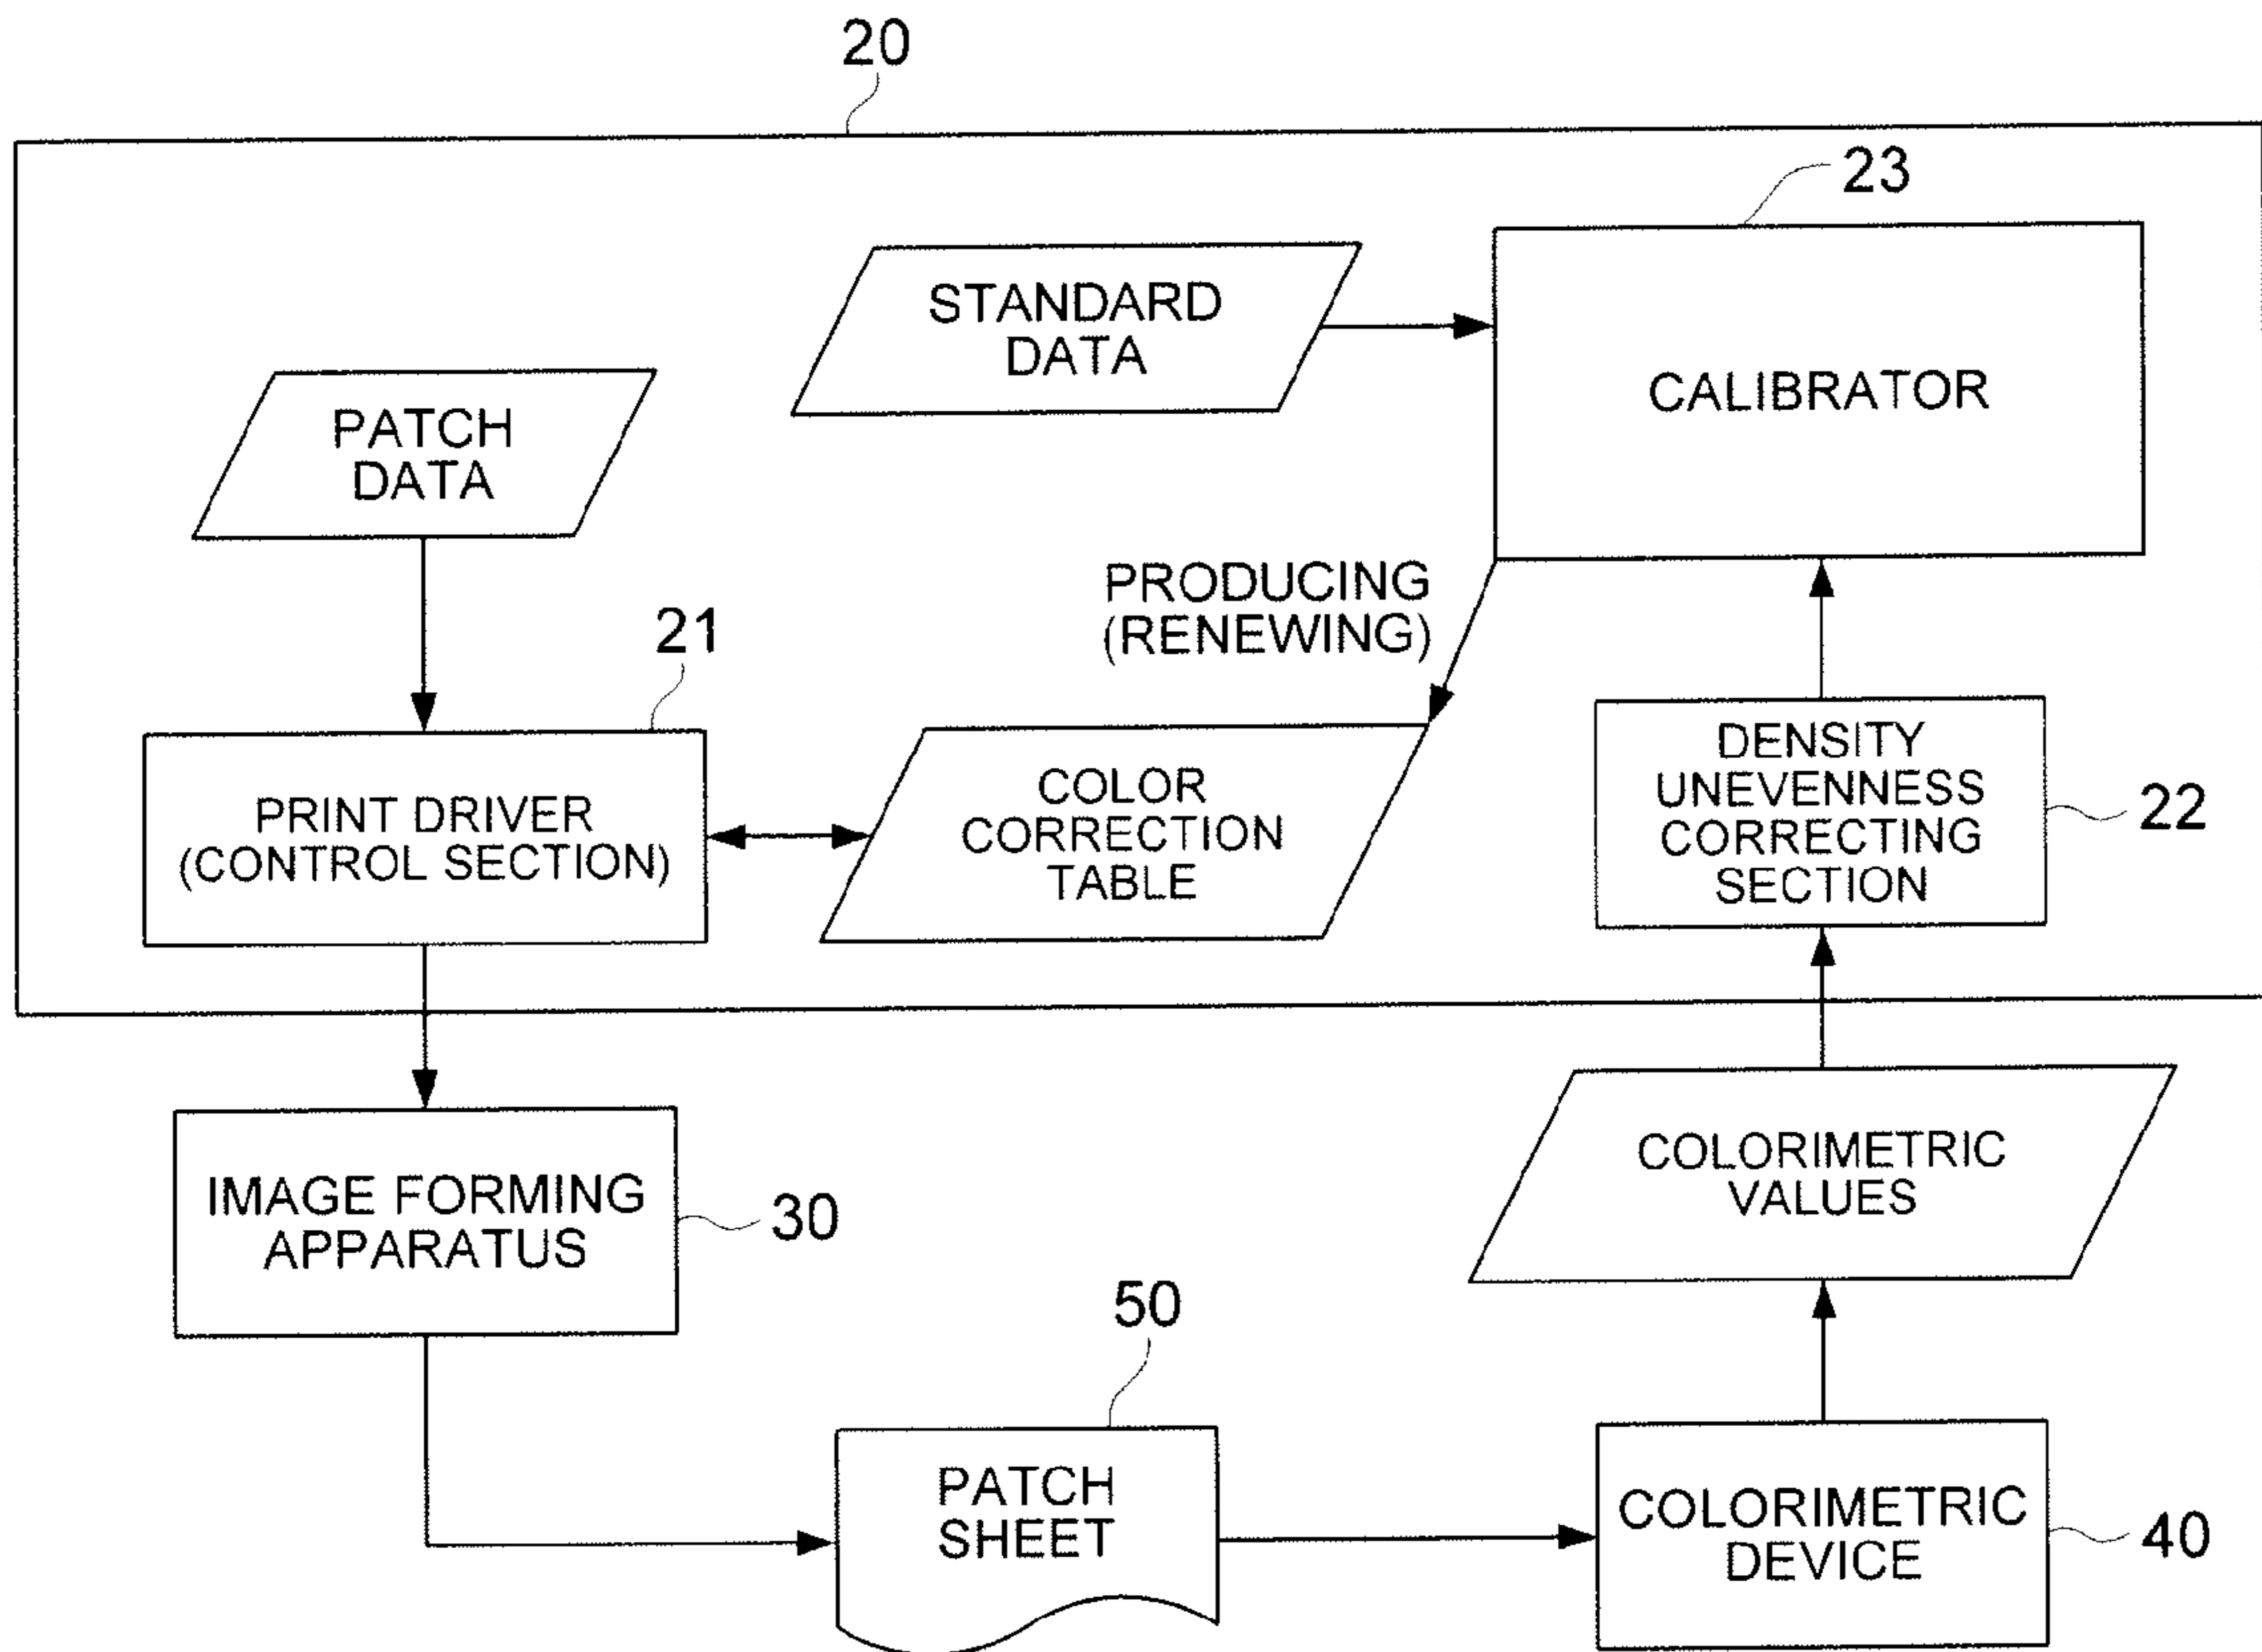 20
23
STANDARD
DATA
CALIBRATOR
PATCH
DATA
PRODUCING
(RENEWING)
21
PRINT DRIVER
(CONTROL SECTION)
COLOR
CORRECTION
TABLE
DENSITY
UNEVENNESS
CORRECTING
SECTION
22
IMAGE FORMING
APPARATUS
30
COLORIMETRIC
VALUES
50
PATCH
SHEET
COLORIMETRIC
DEVICE
40